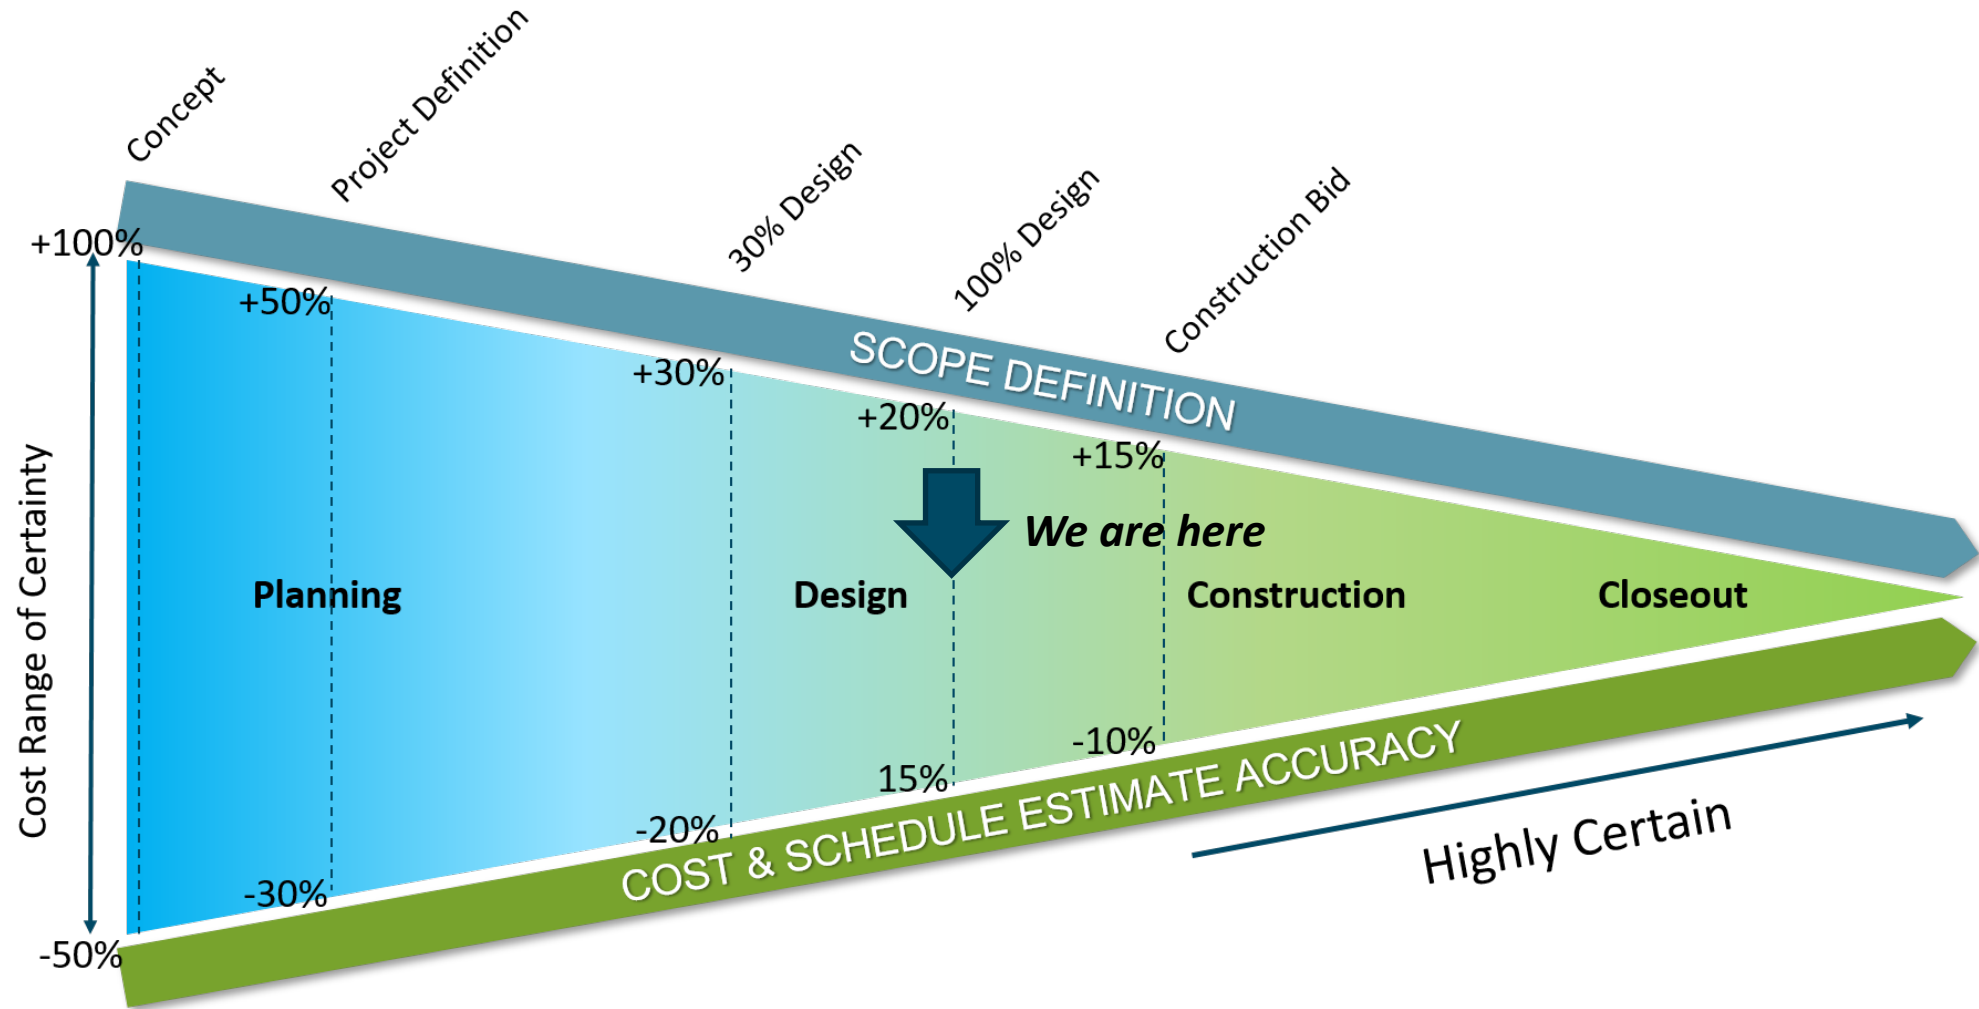 Concept
Project Definition
30% Design
100% Design
Construction Bid
+100%
+50%
+30%
+20%
+15%
SCOPE DEFINITION
We are here
Cost Range of Certainty
Planning
Design
Construction
Closeout
-10%
15%
-20%
-30%
-50%
COST & SCHEDULE ESTIMATE ACCURACY
Highly Certain